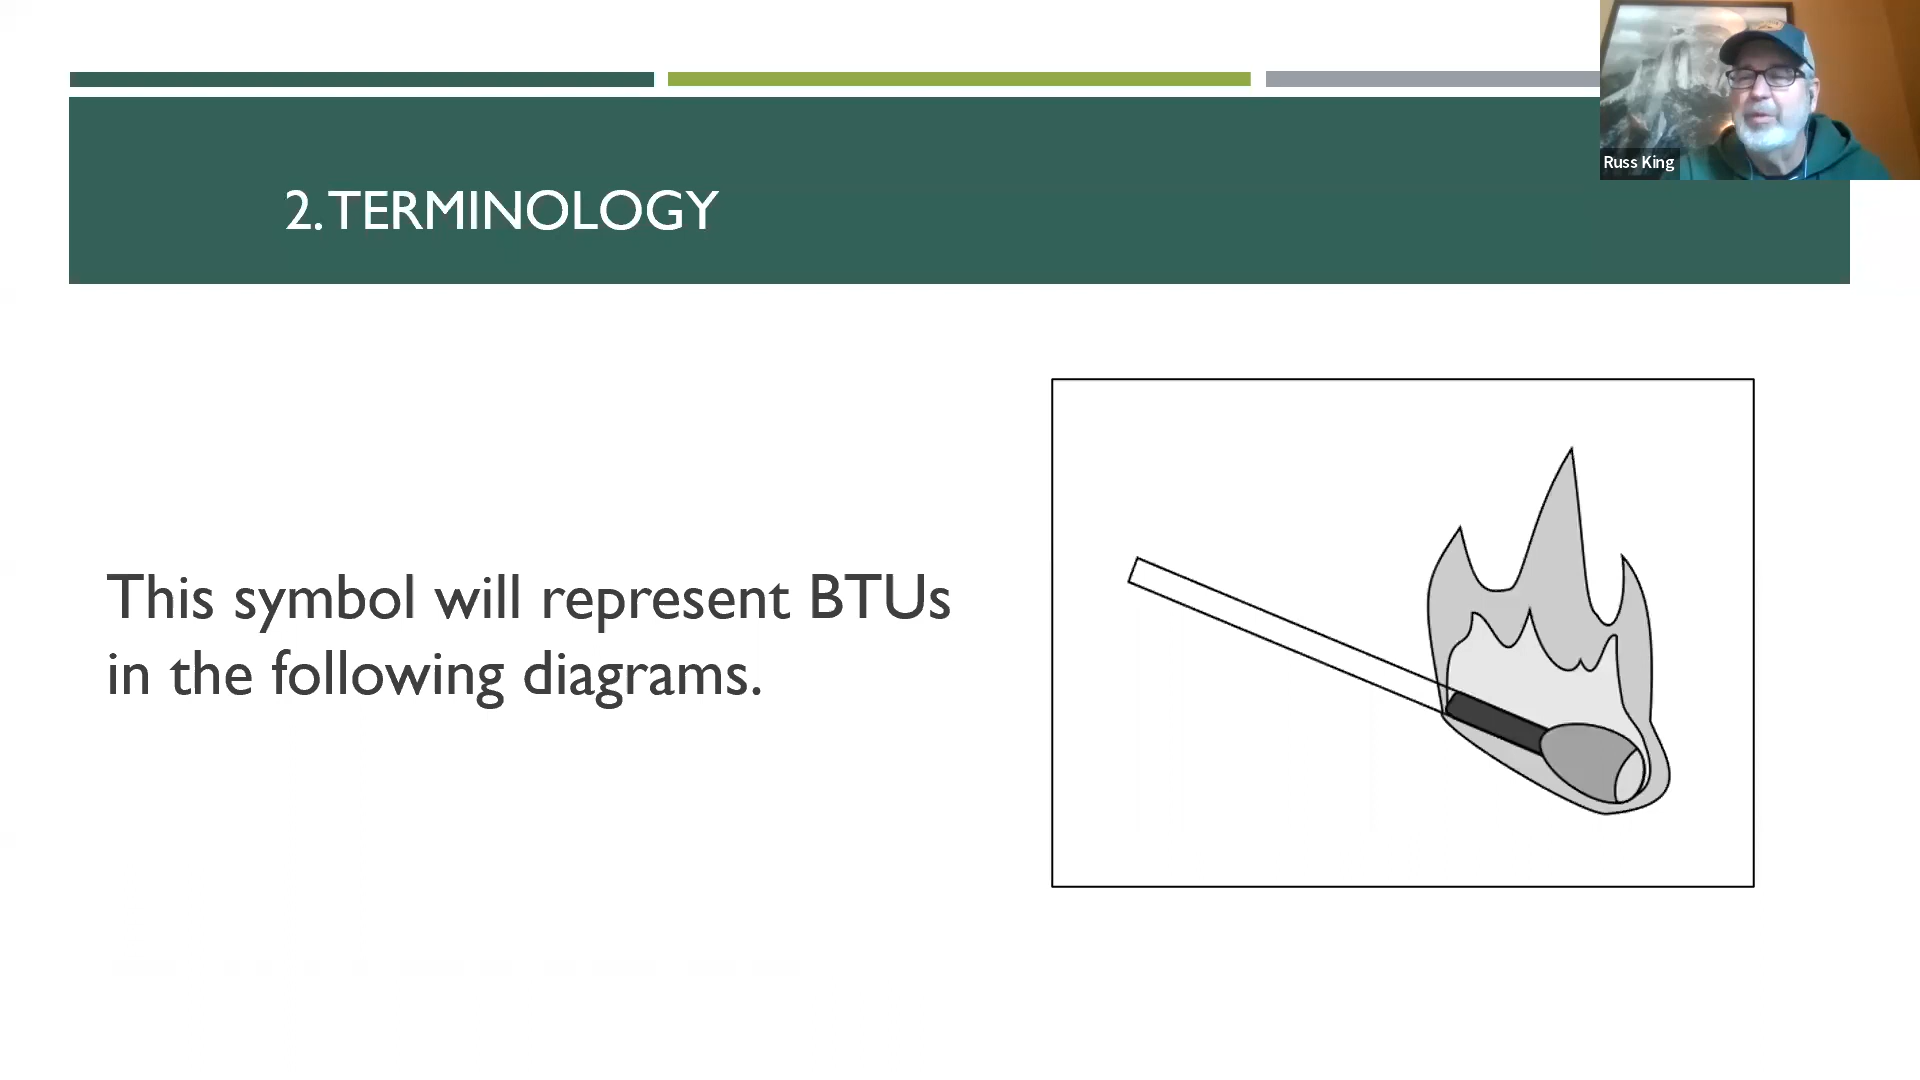 Russ King
2. TERMINOLOGY
This symbol will represent BTUs
in the following diagrams.